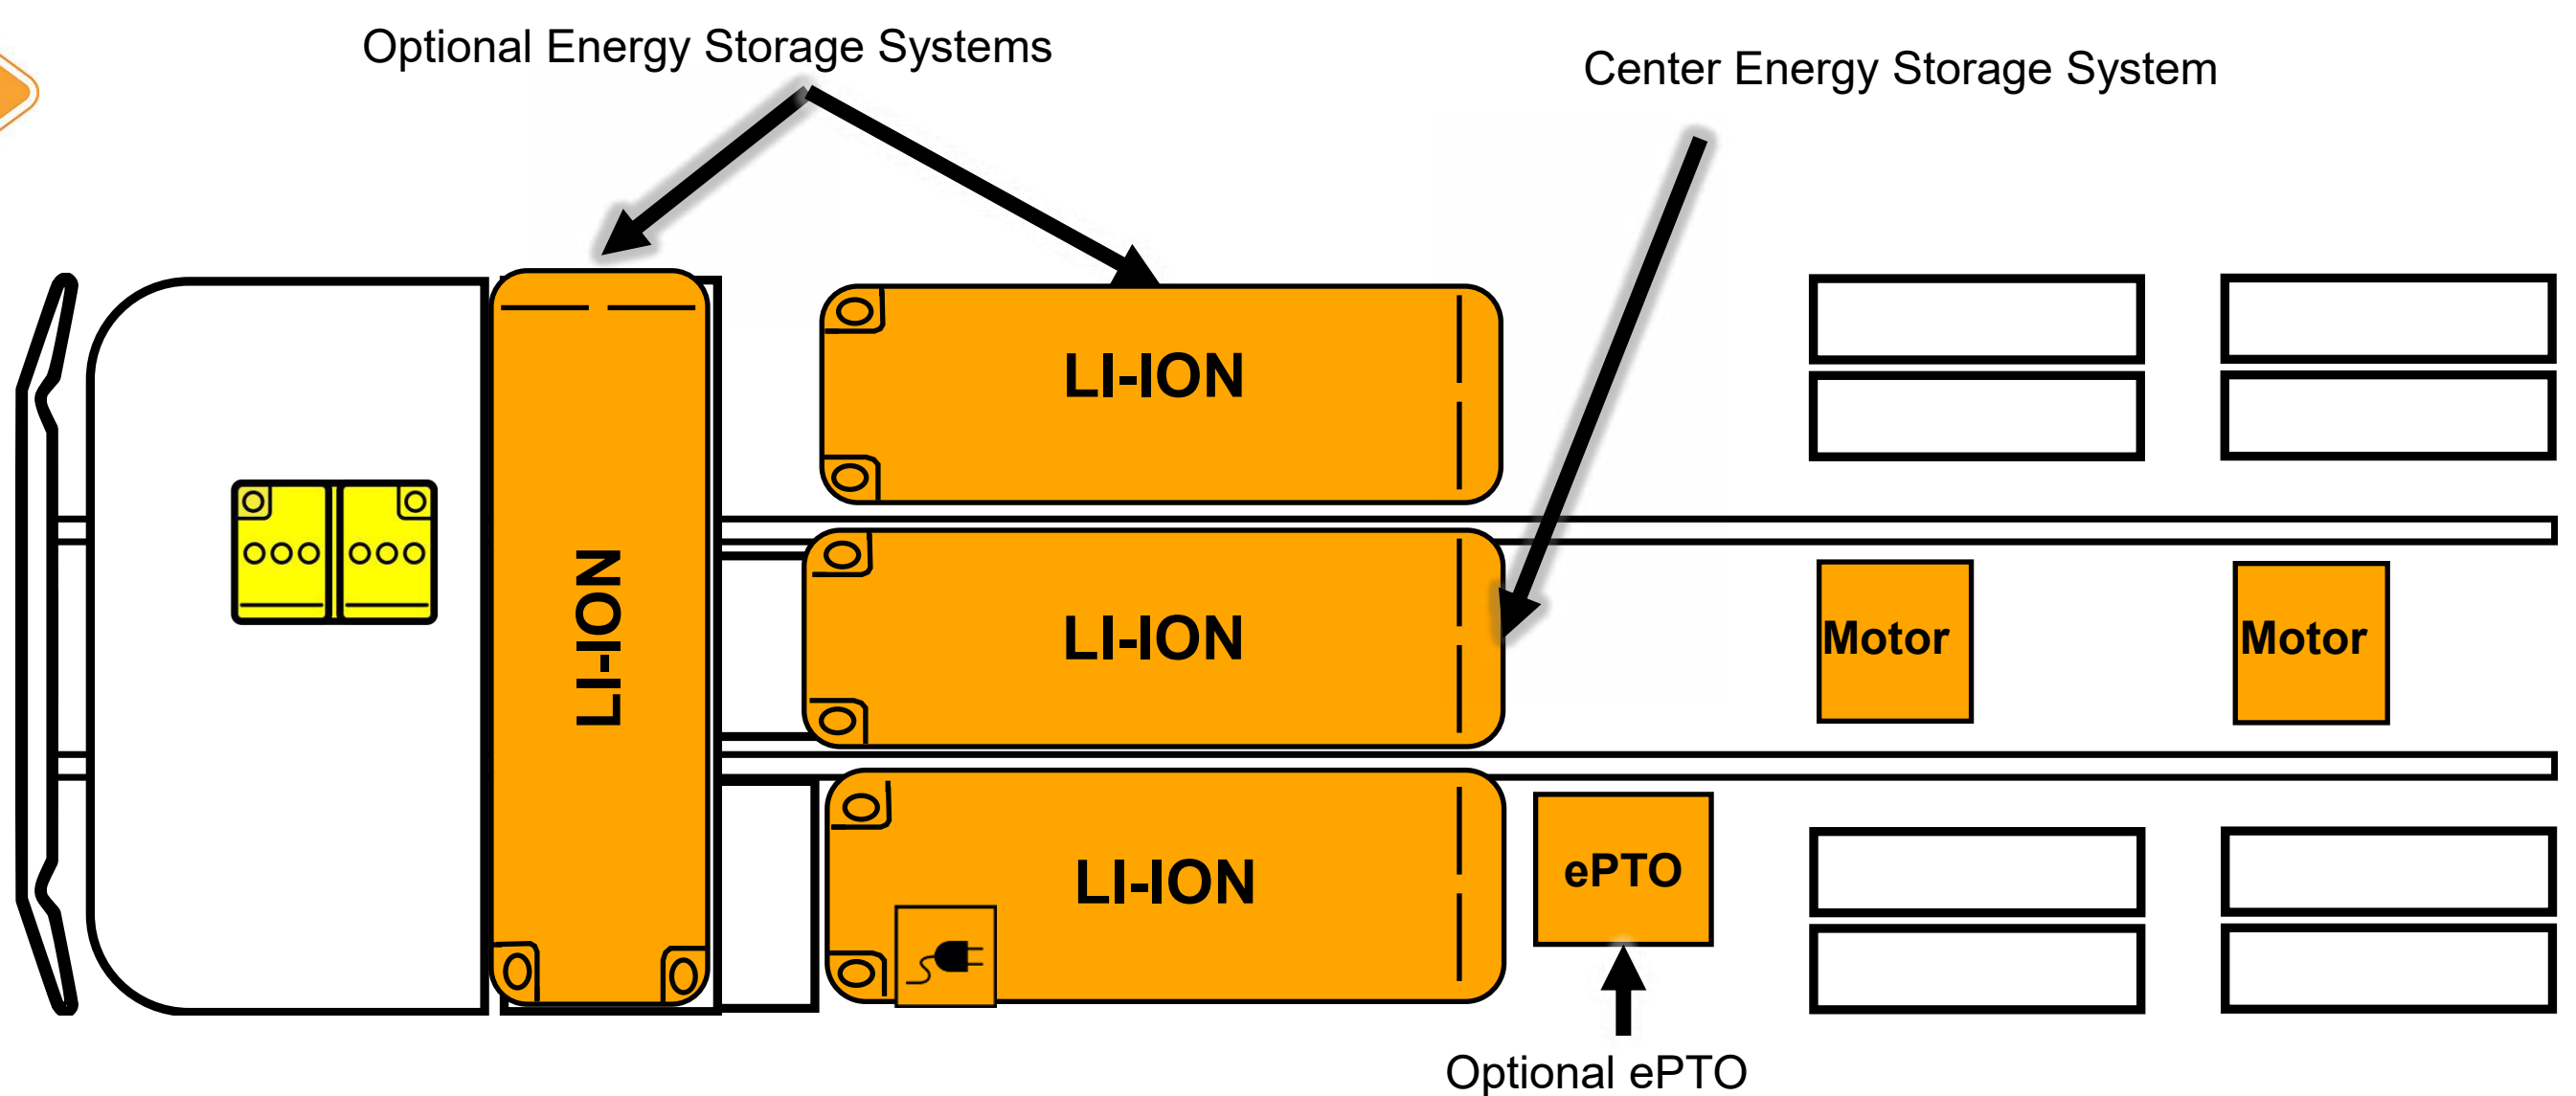 Optional Energy Storage Systems
Center Energy Storage System
LI-ION
LI-ION
LI-ION
LI-ION
Motor
Motor
ePTO
Optional ePTO